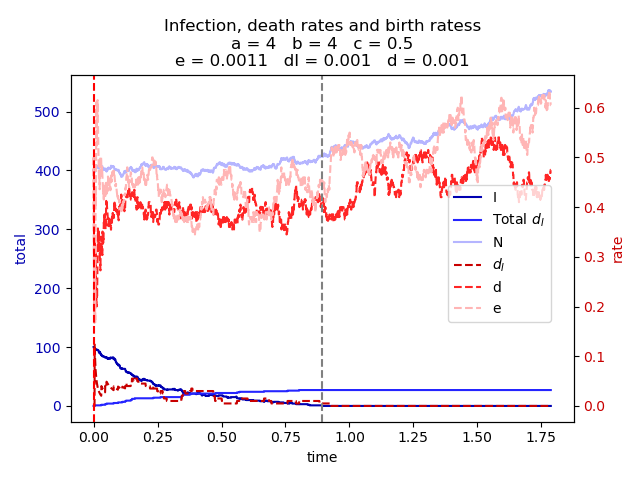 Infection, death rates and birth ratess
a = 4   b = 4   c = 0.5
e = 0.0011   dI = 0.001   d = 0.001
500
400
300
200
100
0
total
0.6
0.5
0.4
0.3
0.2
0.1
0.0
rate
I
Total d_I
N
d_I
d
e
0.00 0.25 0.50 0.75 1.00 1.25 1.50 1.75
time